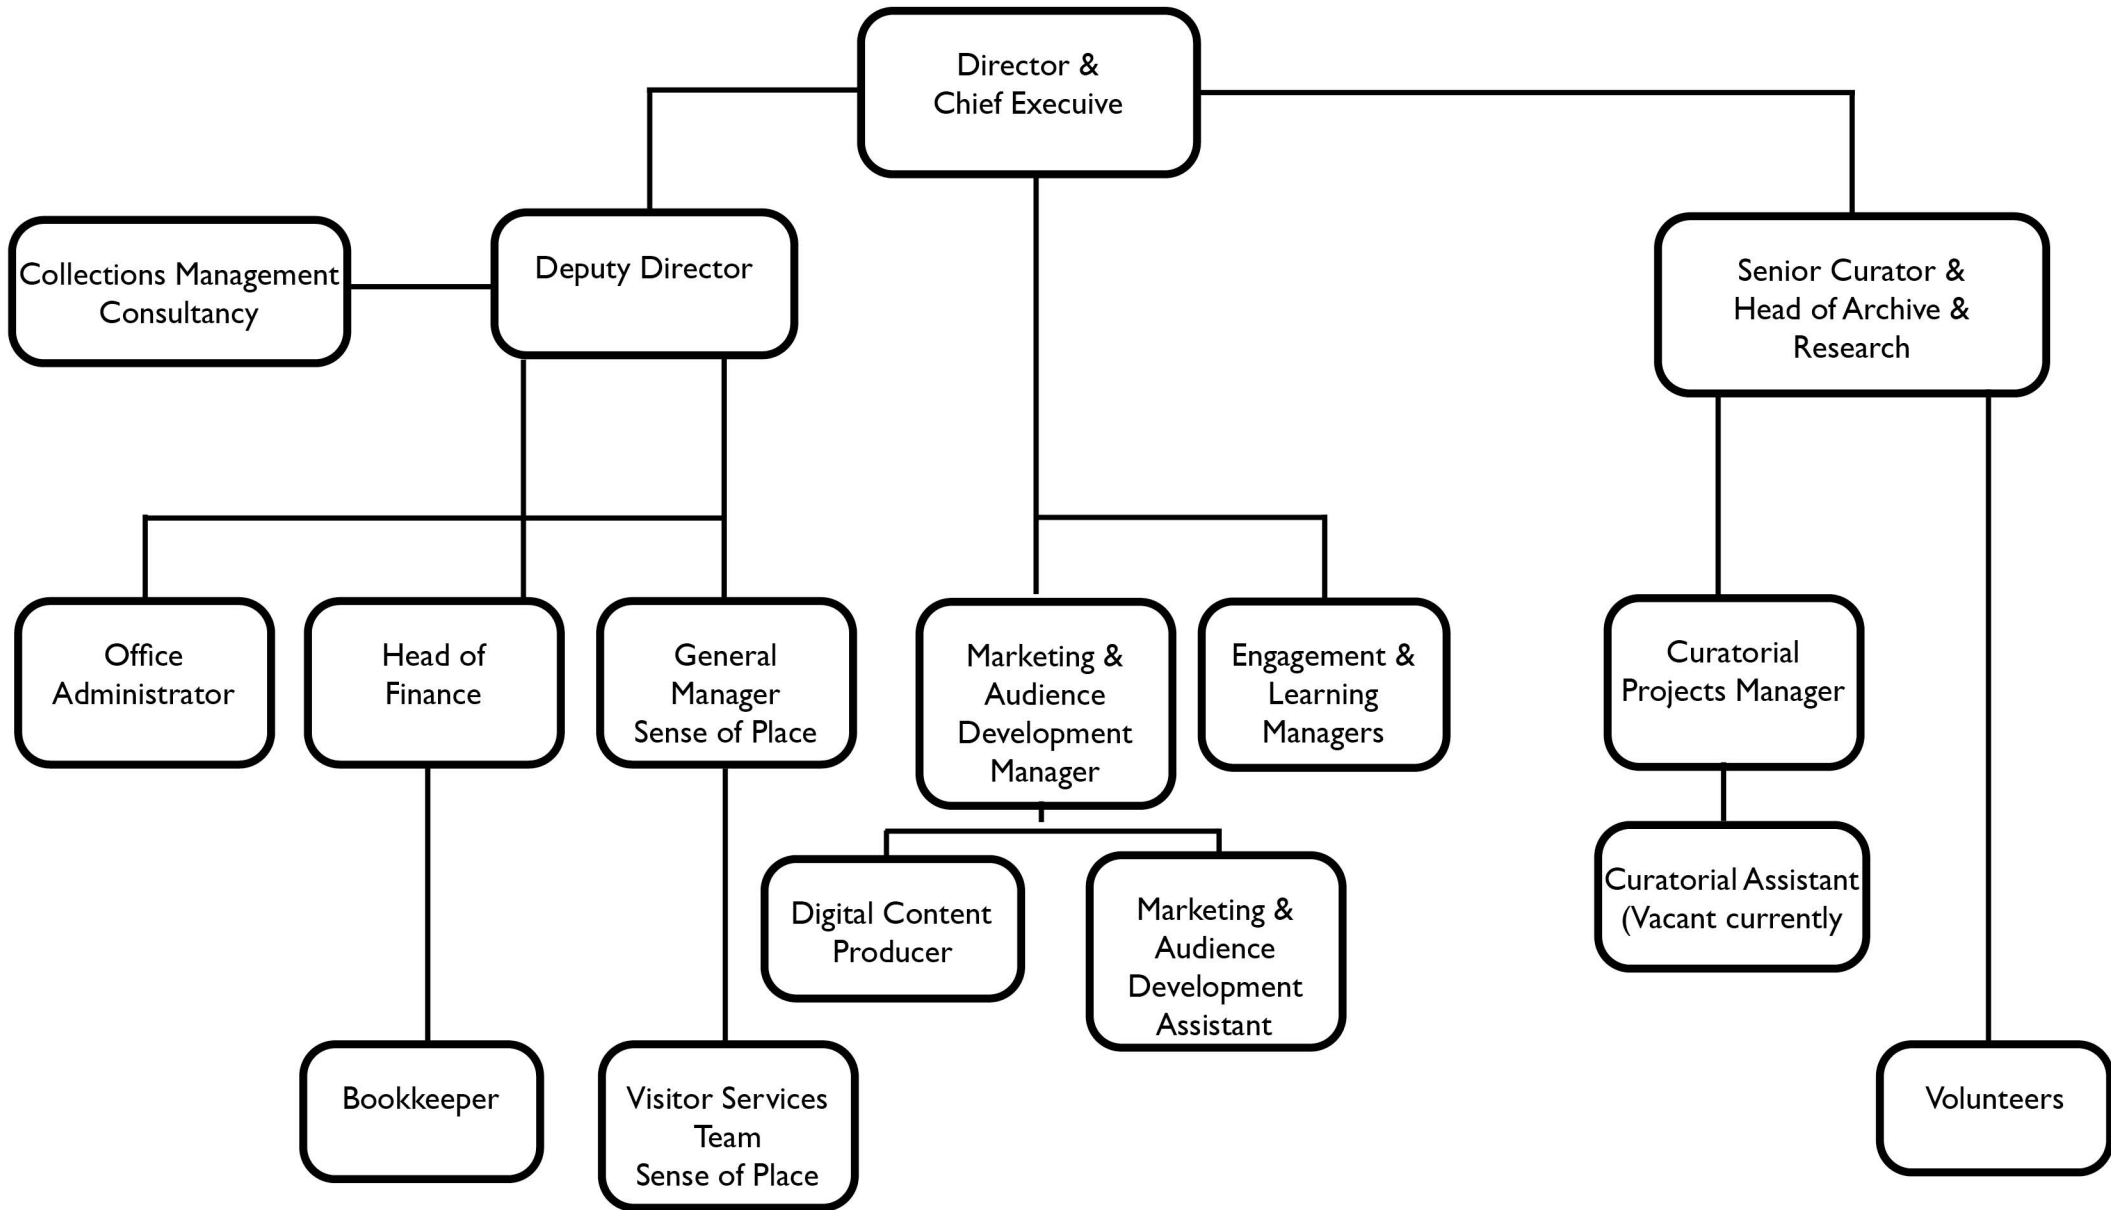 Director &
Chief Execuive
Collections Management
Consultancy
Deputy Director
Senior Curator &
Head of Archive &
Research
Office
Administrator
Head of
Finance
General
Manager
Sense of Place
Marketing &
Audience
Development
Manager
Engagement &
Learning
Managers
Curatorial
Projects Manager
Digital Content
Producer
Marketing &
Audience
Development
Assistant
Curatorial Assistant
(Vacant currently
Bookkeeper
Visitor Services
Team
Sense of Place
Volunteers